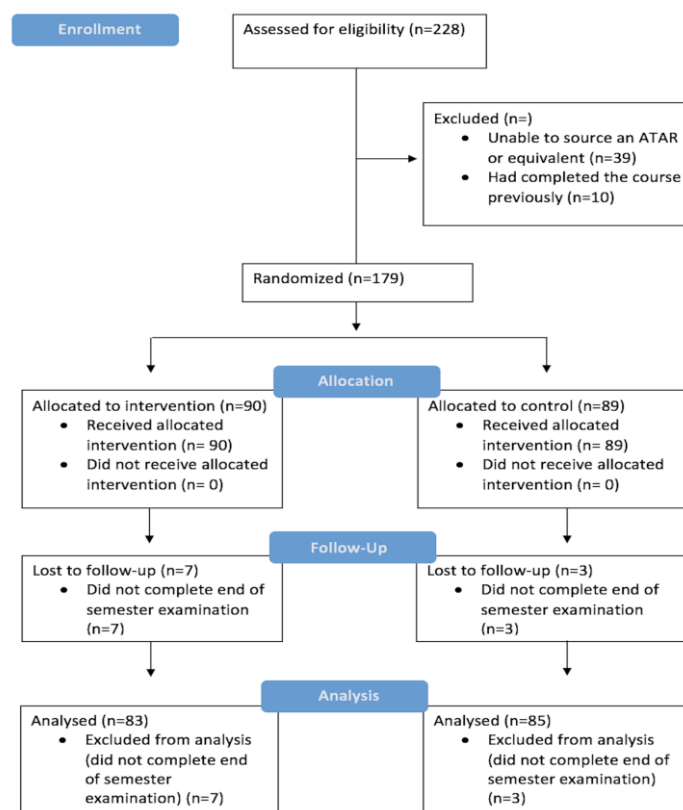 Enrollment
Assessed for eligibility (n=228)
Excluded (n=)
• Unable to source an ATAR
or equivalent (n=39)
• Had completed the course
previously (n=10)
Randomized (n=179)
Allocation
Allocated to intervention (n=90)
• Received allocated
intervention (n= 90)
• Did not receive allocated
intervention (n= 0)
Allocated to control (n=89)
• Received allocated
intervention (n= 89)
• Did not receive allocated
intervention (n= 0)
Follow-Up
Lost to follow-up (n=7)
• Did not complete end of
semester examination
(n=7)
Lost to follow-up (n=3)
• Did not complete end of
semester examination
(n=3)
Analysis
Analysed (n=83)
• Excluded from analysis
(did not complete end
of semester
examination) (n=7)
Analysed (n=85)
• Excluded from analysis
(did not complete end
of semester examination)
(n=3)